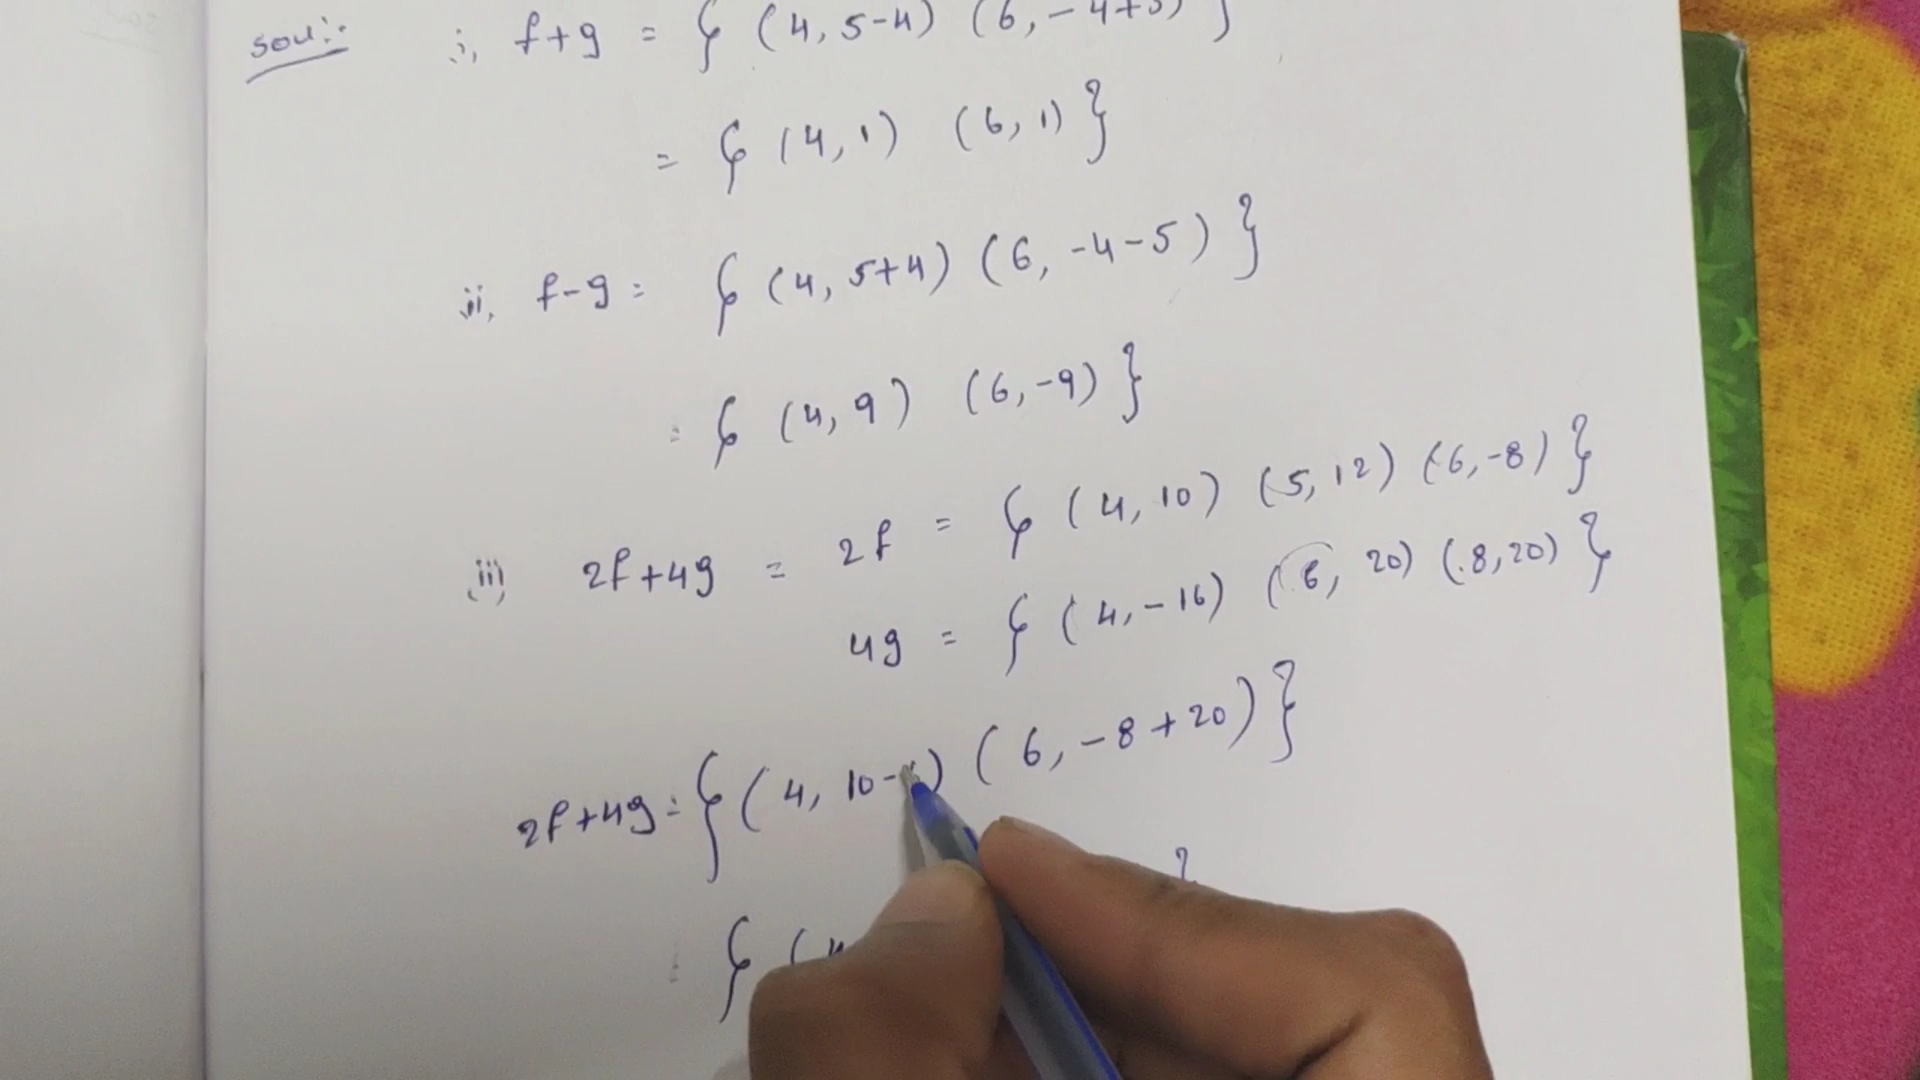 Solu:- i, f+g = { (4, 5-4) (6, -4+5) }
= { (4, 1) (6, 1) }
ii, f-g = { (4, 5+4) (6, -4-5) }
= { (4, 9) (6, -9) }
iii) 2f+4g = 2f = { (4, 10) (5, 12) (6, -8) }
4g = { (4, -16) (6, 20) (8, 20) }
2f+4g = { (4, 10- ) (6, -8+20) }
= { (4 }